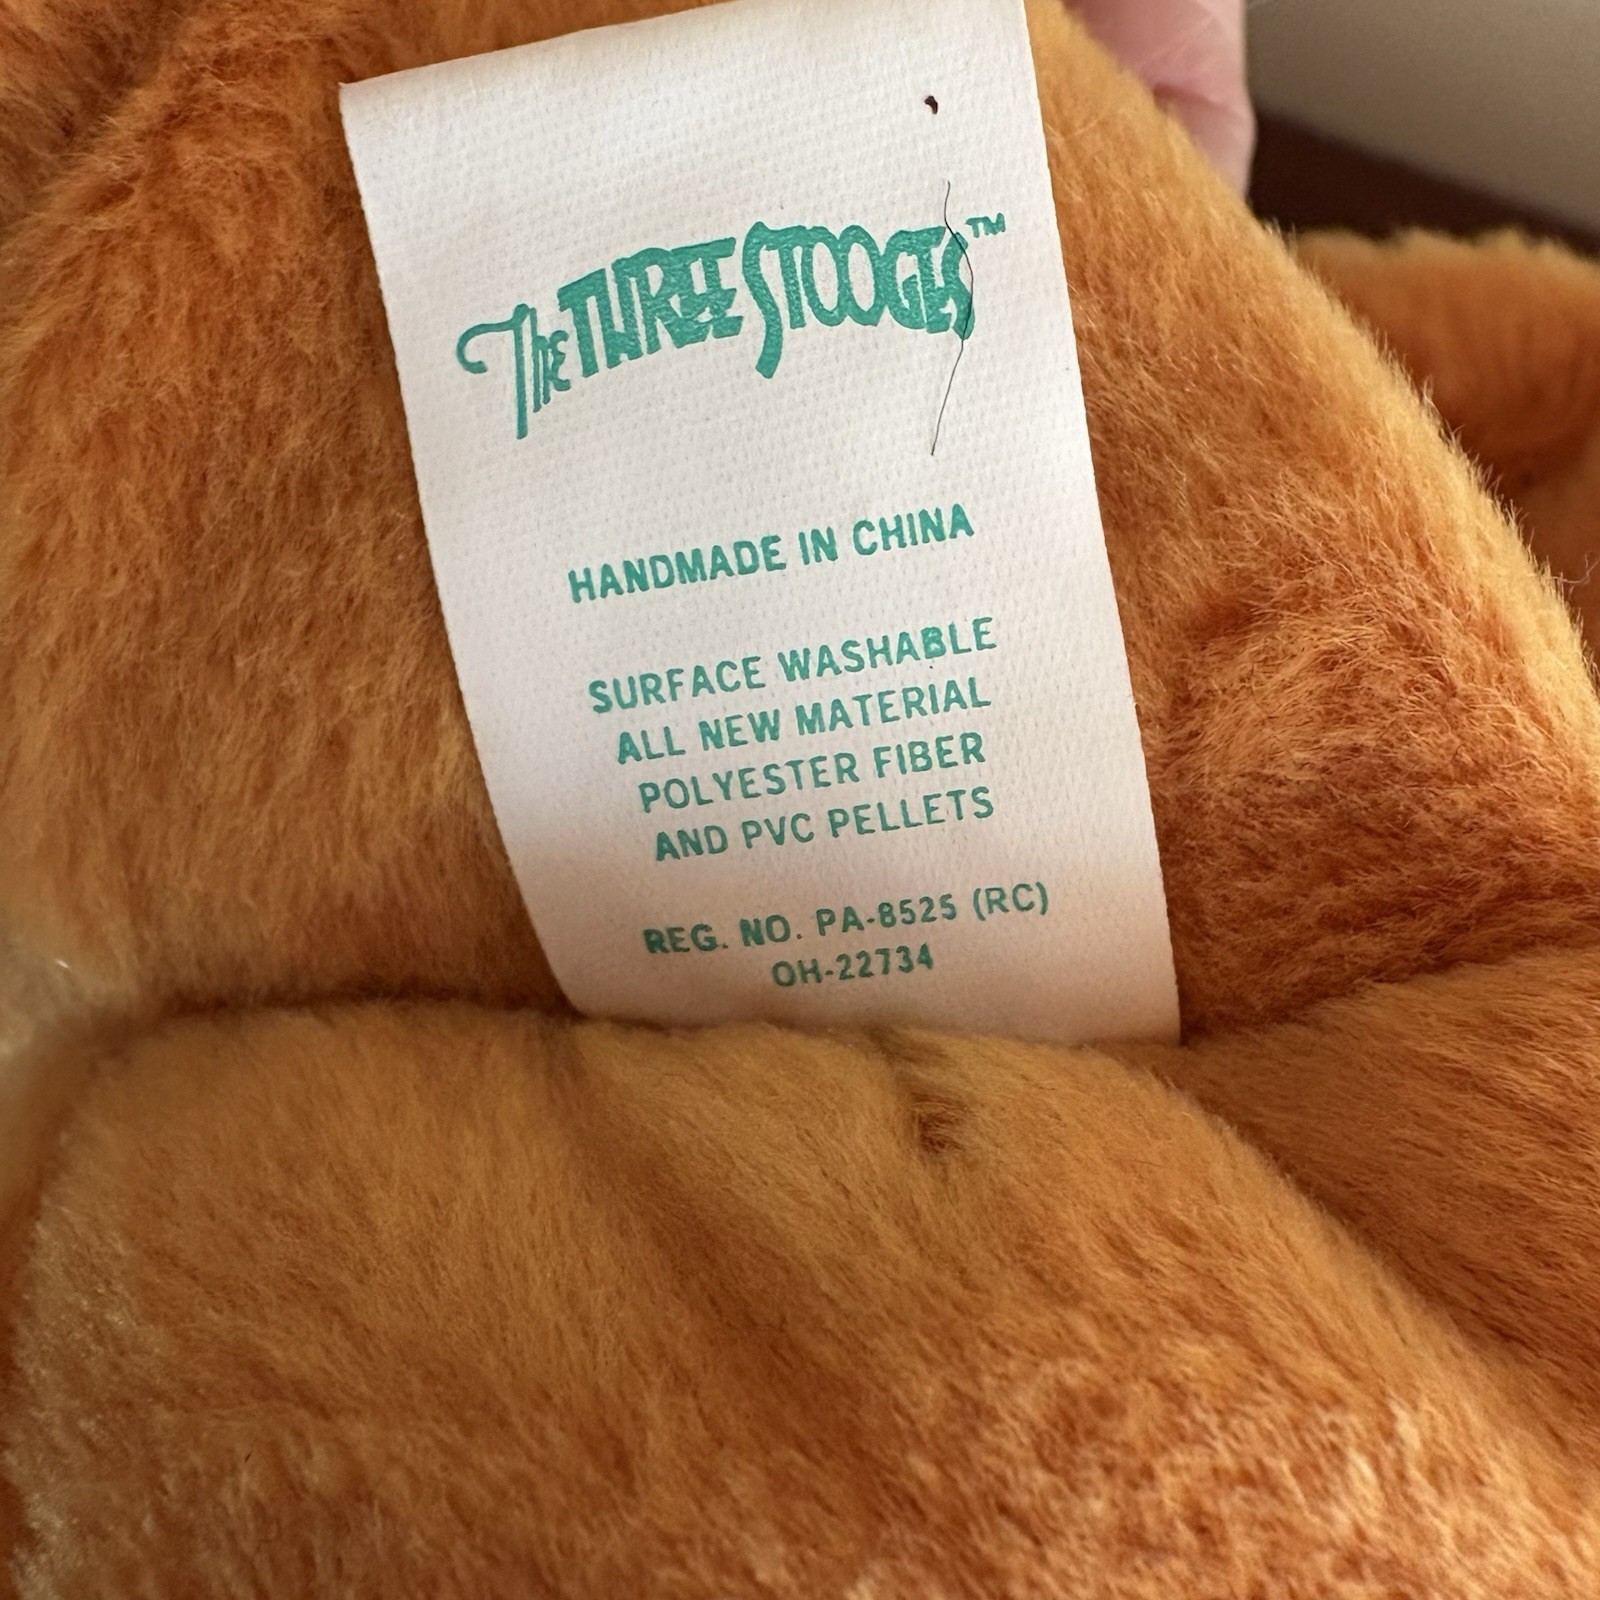 The THREE STOOGES™
HANDMADE IN CHINA
SURFACE WASHABLE
ALL NEW MATERIAL
POLYESTER FIBER
AND PVC PELLETS
REG. NO. PA-8525 (RC)
OH-22734